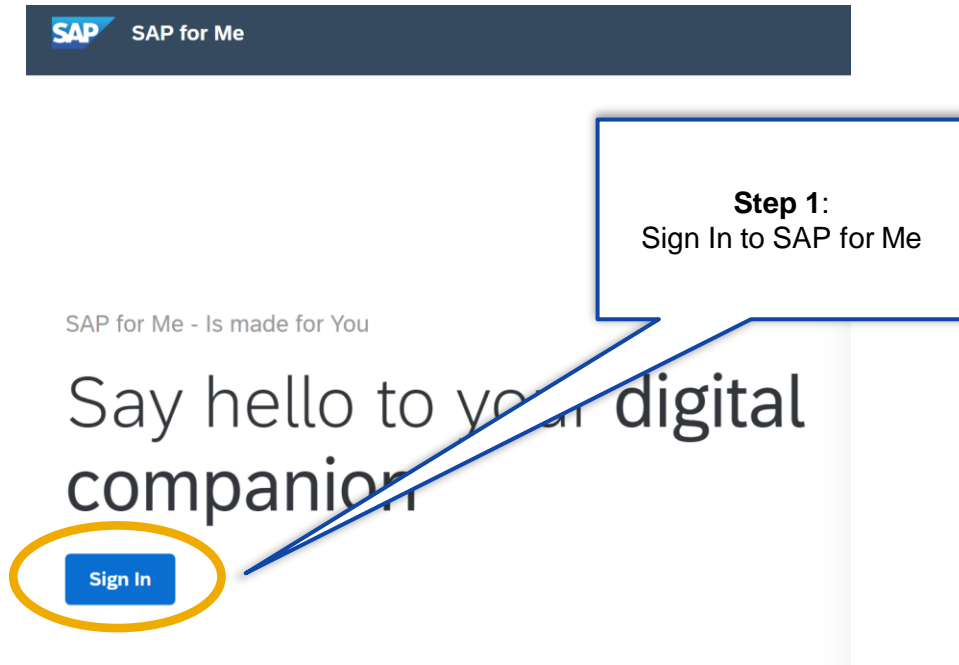 SAP SAP for Me
Step 1:
Sign In to SAP for Me
SAP for Me - Is made for You
Say hello to your digital
companion
Sign In